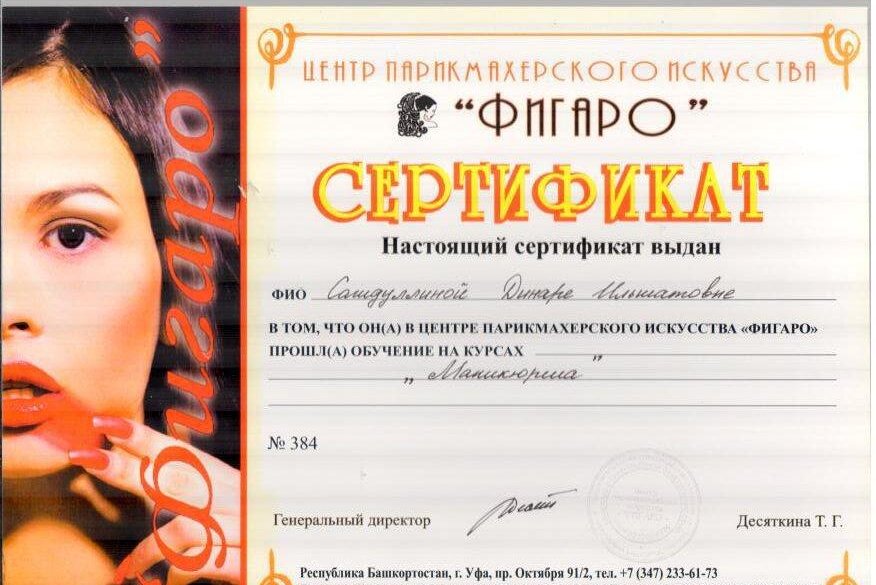 "Фигаро"
ЦЕНТР ПАРИКМАХЕРСКОГО ИСКУССТВА
"ФИГАРО"
СЕРТИФИКАТ
Настоящий сертификат выдан
ФИО Сагидуллиной Динаре Ильшатовне
В ТОМ, ЧТО ОН(А) В ЦЕНТРЕ ПАРИКМАХЕРСКОГО ИСКУССТВА «ФИГАРО»
ПРОШЛ(А) ОБУЧЕНИЕ НА КУРСАХ
„Маникюрша"
№ 384
Генеральный директор Десяткина Т. Г.
Республика Башкортостан, г. Уфа, пр. Октября 91/2, тел. +7 (347) 233-61-73